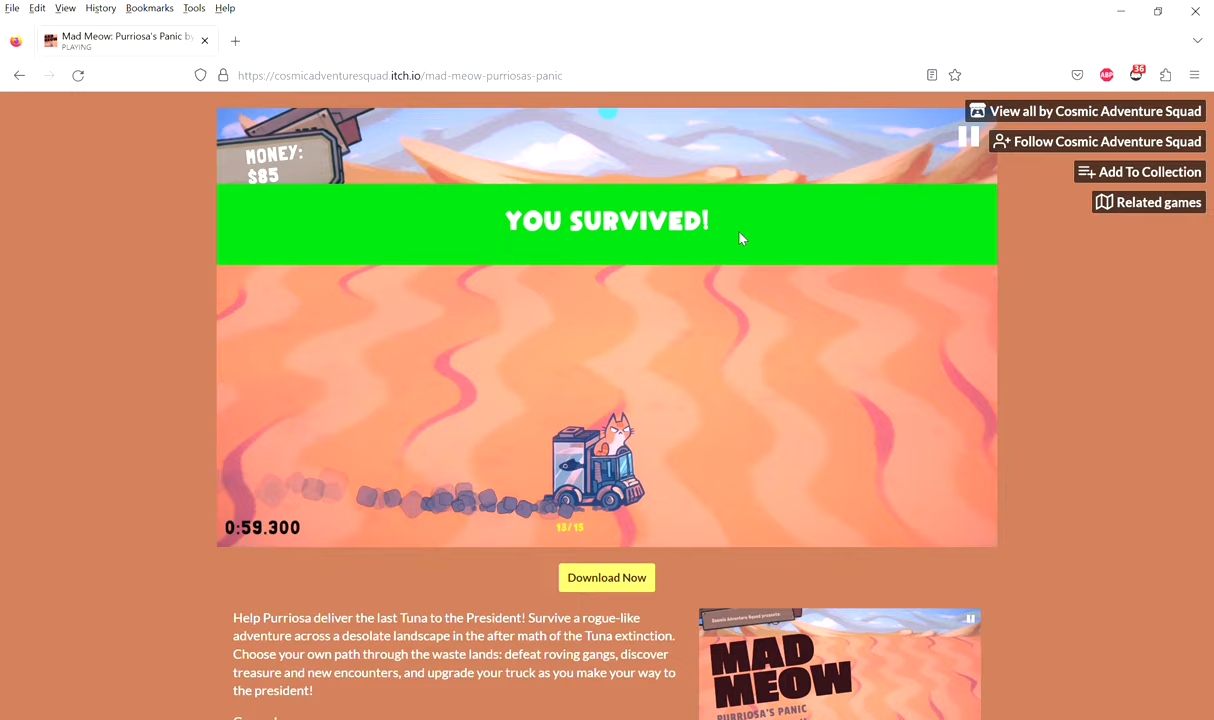 File Edit View History Bookmarks Tools Help
Mad Meow: Purriosa's Panic by
PLAYING
https://cosmicadventuresquad.itch.io/mad-meow-purriosas-panic
ABP
36
View all by Cosmic Adventure Squad
Follow Cosmic Adventure Squad
Add To Collection
Related games
MONEY:
$85
YOU SURVIVED!
0:59.300
13/15
Download Now
Help Purriosa deliver the last Tuna to the President! Survive a rogue-like
adventure across a desolate landscape in the after math of the Tuna extinction.
Choose your own path through the waste lands: defeat roving gangs, discover
treasure and new encounters, and upgrade your truck as you make your way to
the president!
Cosmic Adventure Squad presents:
MAD
MEOW
PURRIOSA'S PANIC